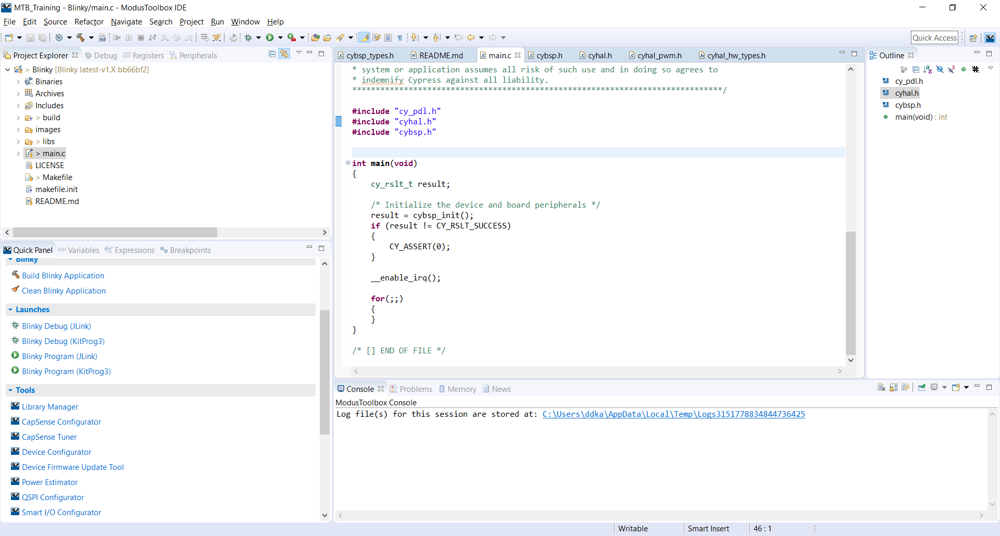 MTB_Training - Blinky/main.c - ModusToolbox IDE
File Edit Source Refactor Navigate Search Project Run Window Help
Quick Access
Project Explorer Debug Registers Peripherals
> Blinky [Blinky latest-v1.X bb66bf2]
Binaries
Archives
Includes
> build
images
> libs
> main.c
LICENSE
> Makefile
makefile.init
README.md
Quick Panel (x)= Variables Expressions Breakpoints
Blinky
Build Blinky Application
Clean Blinky Application
Launches
Blinky Debug (JLink)
Blinky Debug (KitProg3)
Blinky Program (JLink)
Blinky Program (KitProg3)
Tools
Library Manager
CapSense Configurator
CapSense Tuner
Device Configurator
Device Firmware Update Tool
Power Estimator
QSPI Configurator
Smart I/O Configurator
cybsp_types.h README.md main.c cybsp.h cyhal.h cyhal_pwm.h cyhal_hw_types.h
* system or application assumes all risk of such use and in doing so agrees to
* indemnify Cypress against all liability.
*******************************************************************************/
#include "cy_pdl.h"
#include "cyhal.h"
#include "cybsp.h"
int main(void)
{
cy_rslt_t result;
/* Initialize the device and board peripherals */
result = cybsp_init();
if (result != CY_RSLT_SUCCESS)
{
CY_ASSERT(0);
}
__enable_irq();
for(;;)
{
}
}
/* [] END OF FILE */
Outline
cy_pdl.h
cyhal.h
cybsp.h
main(void) : int
Console Problems Memory News
ModusToolbox Console
Log file(s) for this session are stored at: C:\Users\ddka\AppData\Local\Temp\Logs3151778834844736425
Writable Smart Insert 46 : 1